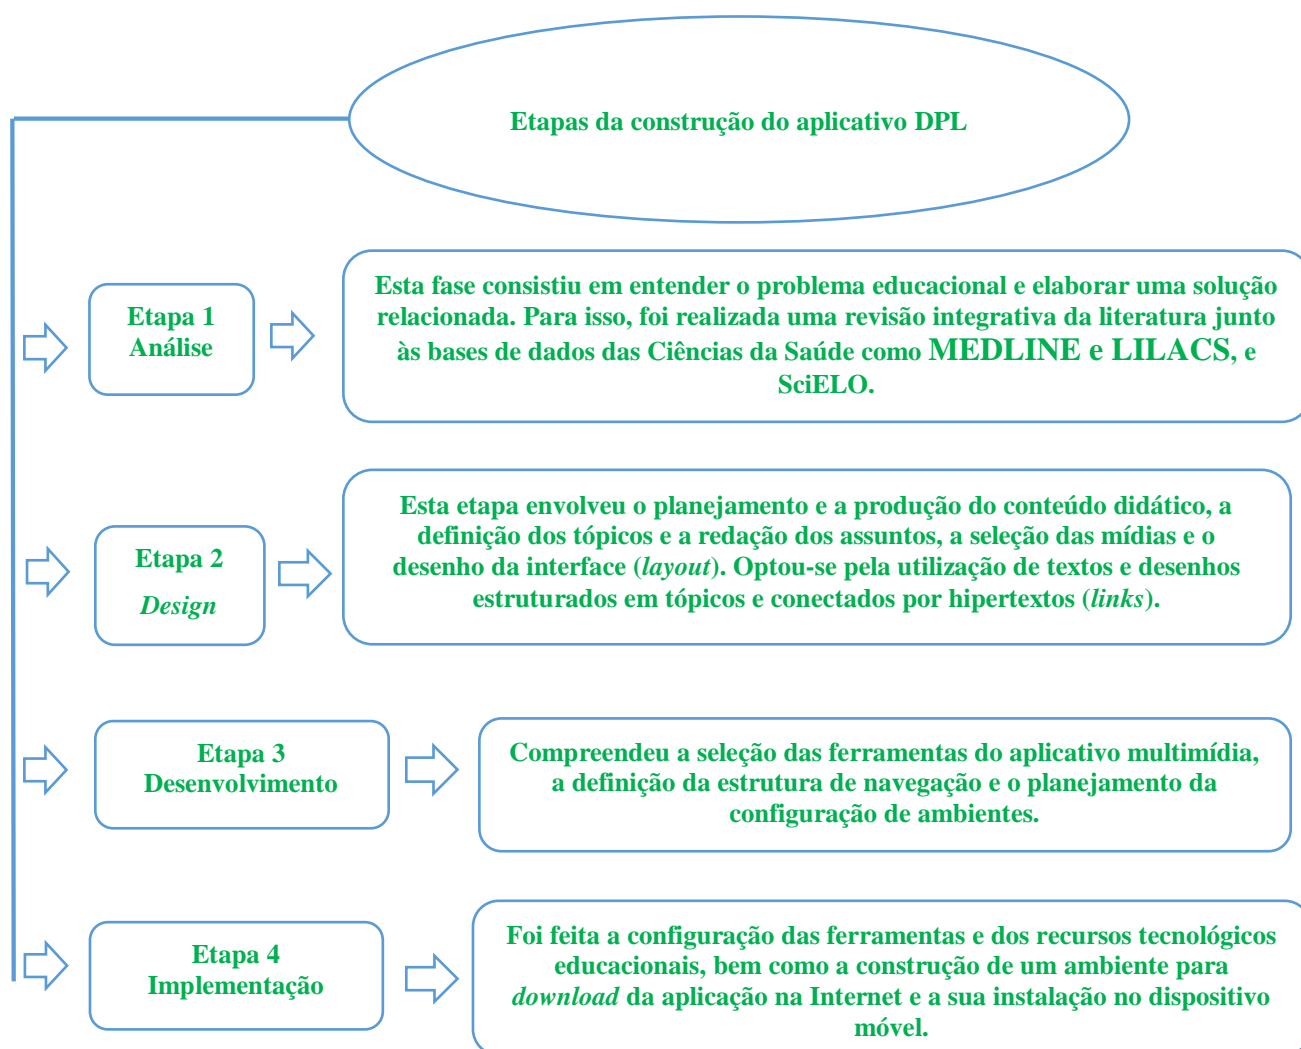 Etapas da construção do aplicativo DPL
Etapa 1
Análise
Esta fase consistiu em entender o problema educacional e elaborar uma solução
relacionada. Para isso, foi realizada uma revisão integrativa da literatura junto
às bases de dados das Ciências da Saúde como MEDLINE e LILACS, e
SciELO.
Etapa 2
Design
Esta etapa envolveu o planejamento e a produção do conteúdo didático, a
definição dos tópicos e a redação dos assuntos, a seleção das mídias e o
desenho da interface (layout). Optou-se pela utilização de textos e desenhos
estruturados em tópicos e conectados por hipertextos (links).
Etapa 3
Desenvolvimento
Compreendeu a seleção das ferramentas do aplicativo multimídia,
a definição da estrutura de navegação e o planejamento da
configuração de ambientes.
Etapa 4
Implementação
Foi feita a configuração das ferramentas e dos recursos tecnológicos
educacionais, bem como a construção de um ambiente para
download da aplicação na Internet e a sua instalação no dispositivo
móvel.